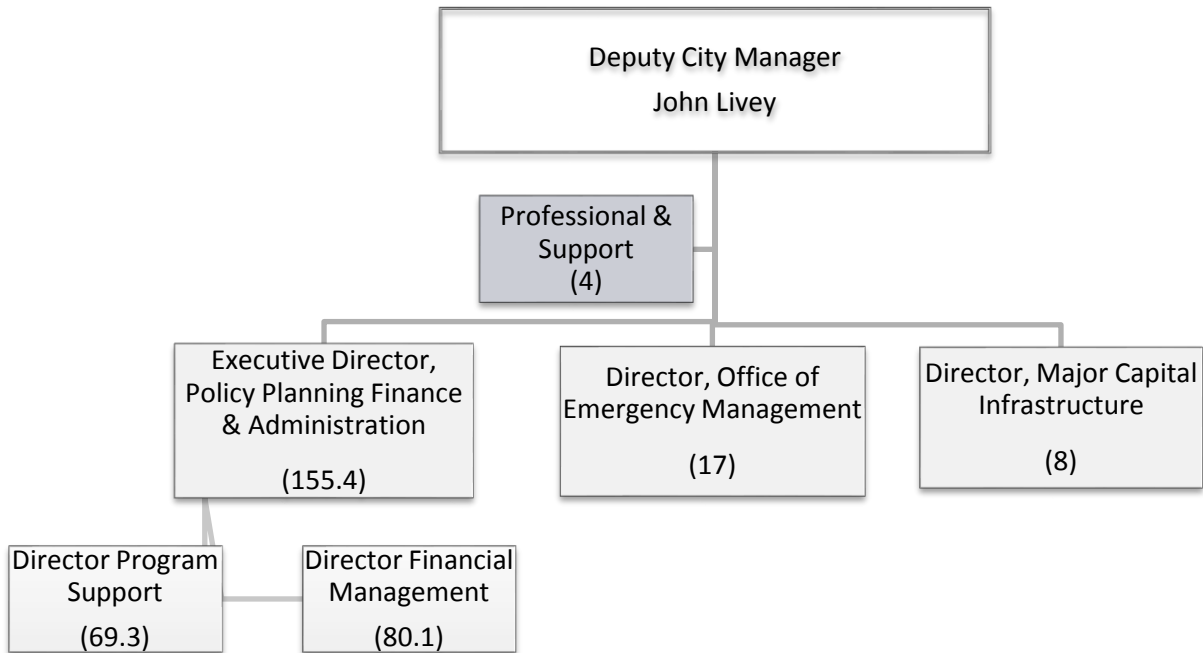 Deputy City Manager
John Livey
Professional &
Support
(4)
Executive Director,
Policy Planning Finance
& Administration
(155.4)
Director, Office of
Emergency Management
(17)
Director, Major Capital
Infrastructure
(8)
Director Program
Support
(69.3)
Director Financial
Management
(80.1)